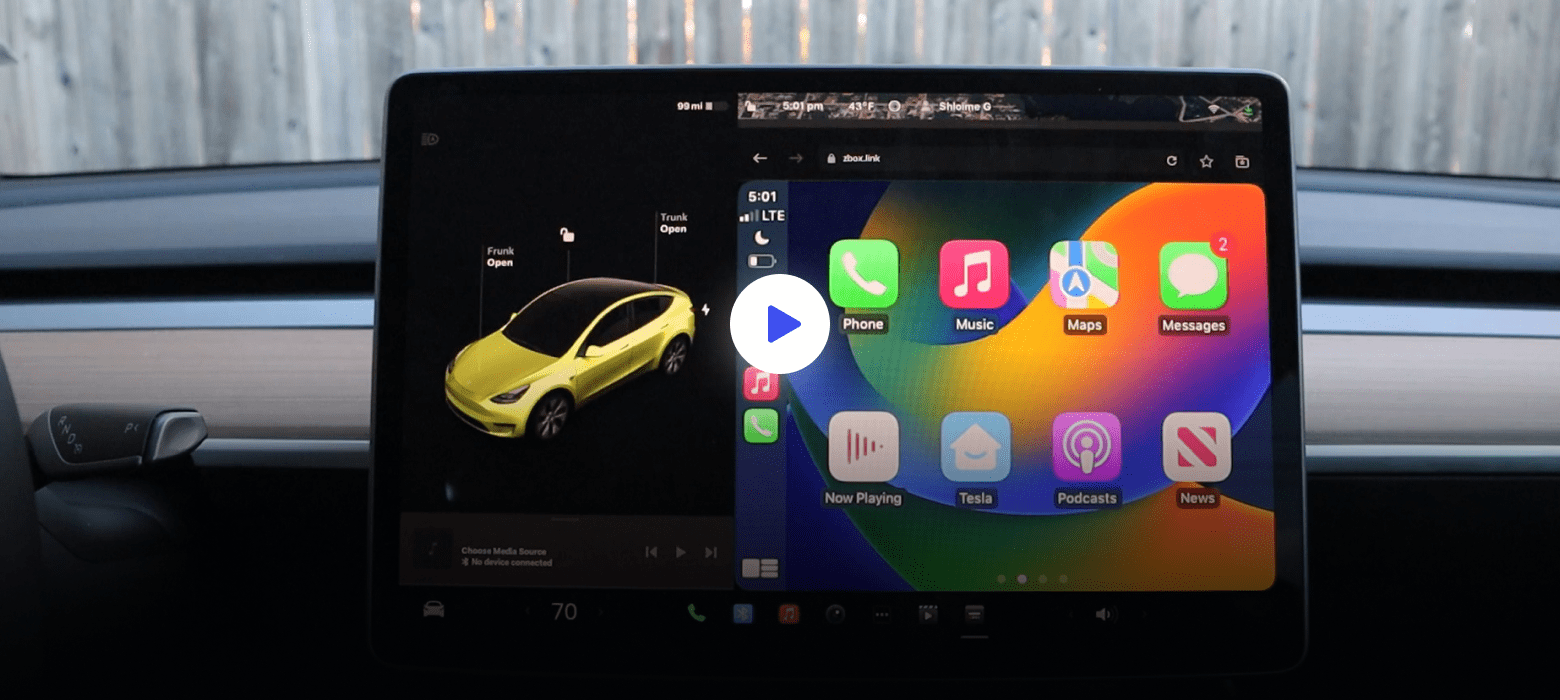 99 mi
5:01 pm 43°F Shloime G
zbox.link
5:01
LTE
Trunk
Open
Frunk
Open
Phone
Music
Maps
2
Messages
Now Playing
Tesla
Podcasts
News
Choose Media Source
No device connected
70
P
R
N
D
R